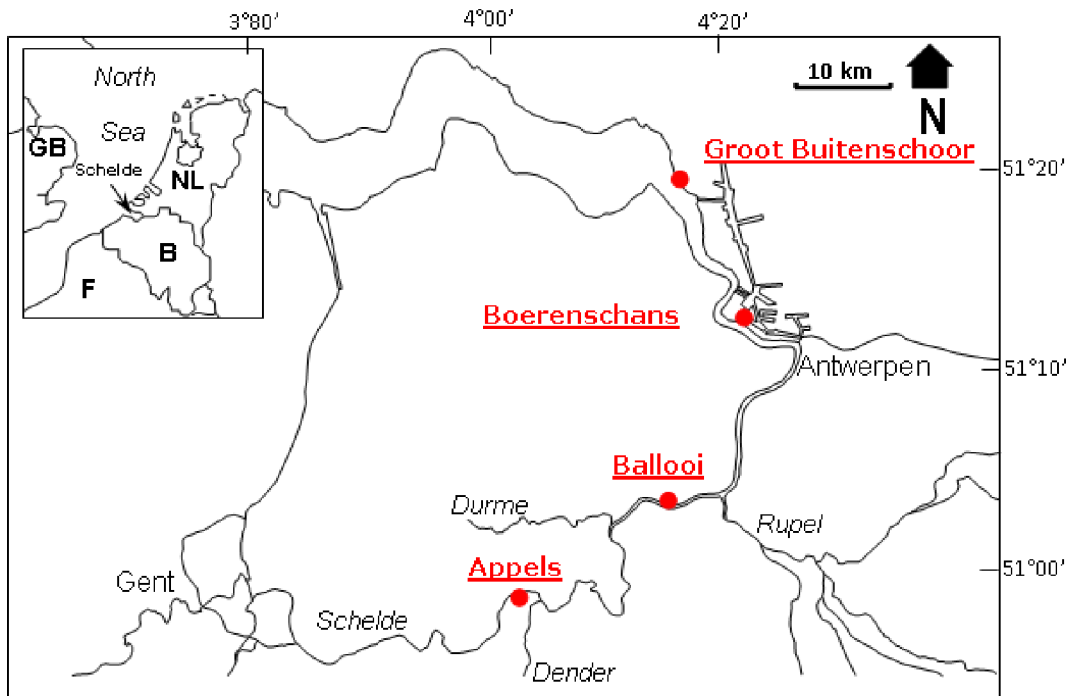 3°80’
4°00’
4°20’
North
Sea
GB
Schelde
NL
B
F
10 km
N
Groot Buitenschoor
51°20’
Boerenschans
Antwerpen
51°10’
Ballooi
Durme
Rupel
Appels
51°00’
Gent
Schelde
Dender